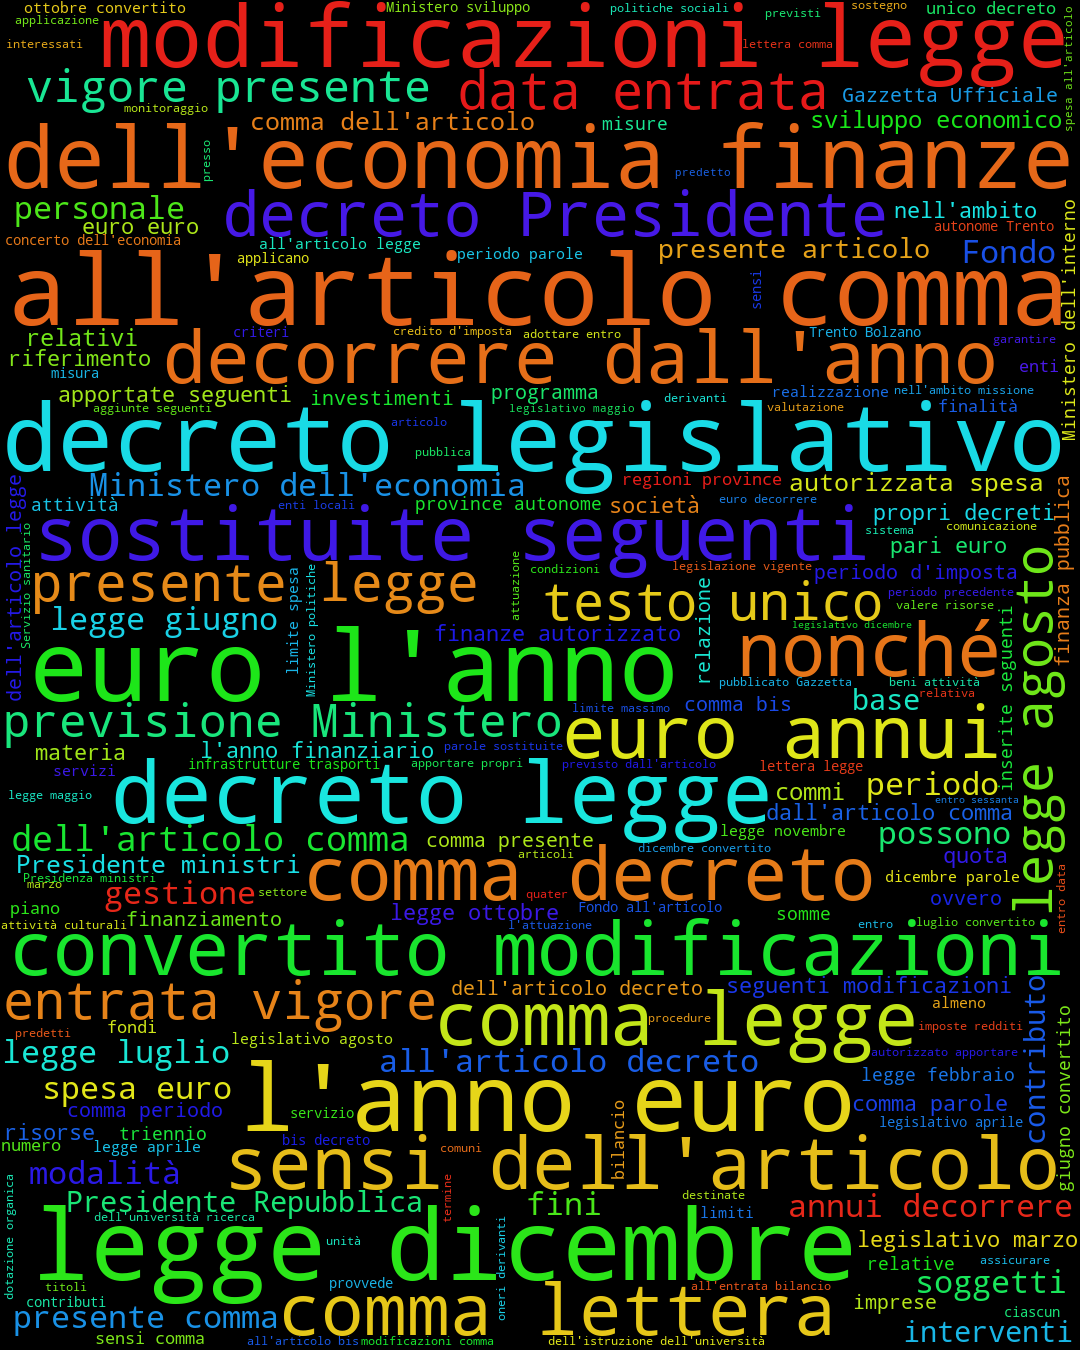 ottobre convertito
Ministero sviluppo
politiche sociali
previsti
sostegno
unico decreto
applicazione
interessati
modificazioni legge
lettera comma
spesa all'articolo
vigore presente
data entrata
Gazzetta Ufficiale
monitoraggio
comma dell'articolo
misure
sviluppo economico
dell'economia finanze
presso
predetto
personale
decreto Presidente
nell'ambito
euro euro
autonome Trento
concerto dell'economia
all'articolo legge
applicano
periodo parole
presente articolo
Fondo
Ministero dell'interno
all'articolo comma
sensi
relativi
criteri
credito d'imposta
adottare entro
Trento Bolzano
garantire
riferimento
decorrere dall'anno
misura
enti
apportate seguenti
investimenti
programma
derivanti
realizzazione
nell'ambito missione
aggiunte seguenti
legislativo maggio
valutazione
finalità
decreto legislativo
articolo
pubblica
Ministero dell'economia
regioni province
autorizzata spesa
dell'articolo legge
attività
enti locali
province autonome
società
euro decorrere
propri decreti
finanza pubblica
sostituite seguenti
sistema
comunicazione
pari euro
Servizio sanitario
presente legge
limite spesa
Ministero politiche
attuazione
condizioni
legislazione vigente
periodo d'imposta
testo unico
periodo precedente
valere risorse
legge agosto
legge giugno
finanze autorizzato
relazione
legislativo dicembre
nonché
inserite seguenti
euro l'anno
pubblicato Gazzetta
beni attività
relativa
base
previsione Ministero
limite massimo
comma bis
euro annui
materia
l'anno finanziario
parole sostituite
servizi
infrastrutture trasporti
apportare propri
previsto dall'articolo
lettera legge
legge maggio
decreto legge
commi
periodo
entro sessanta
dall'articolo comma
dell'articolo comma
comma presente
legge novembre
possono
Presidente ministri
articoli
dicembre convertito
quota
Presidenza ministri
marzo
gestione
settore
comma decreto
quater
dicembre parole
ovvero
piano
finanziamento
legge ottobre
Fondo all'articolo
somme
entro data
attività culturali
l'attuazione
entro
luglio convertito
convertito modificazioni
entrata vigore
dell'articolo decreto
seguenti modificazioni
contributo
predetti
fondi
comma legge
procedure
almeno
imposte redditi
legge luglio
legislativo agosto
all'articolo decreto
autorizzato apportare
giugno convertito
spesa euro
l'anno euro
legge febbraio
comma periodo
servizio
bilancio
comma parole
risorse
triennio
bis decreto
legislativo aprile
numero
legge aprile
comuni
modalità
sensi dell'articolo
dotazione organica
Presidente Repubblica
termine
fini
destinate
annui decorrere
dell'università ricerca
limiti
legge dicembre
unità
oneri derivanti
legislativo marzo
relative
assicurare
titoli
provvede
all'entrata bilancio
soggetti
contributi
presente comma
comma lettera
imprese
ciascun
sensi comma
all'articolo bis
modificazioni comma
dell'istruzione dell'università
interventi